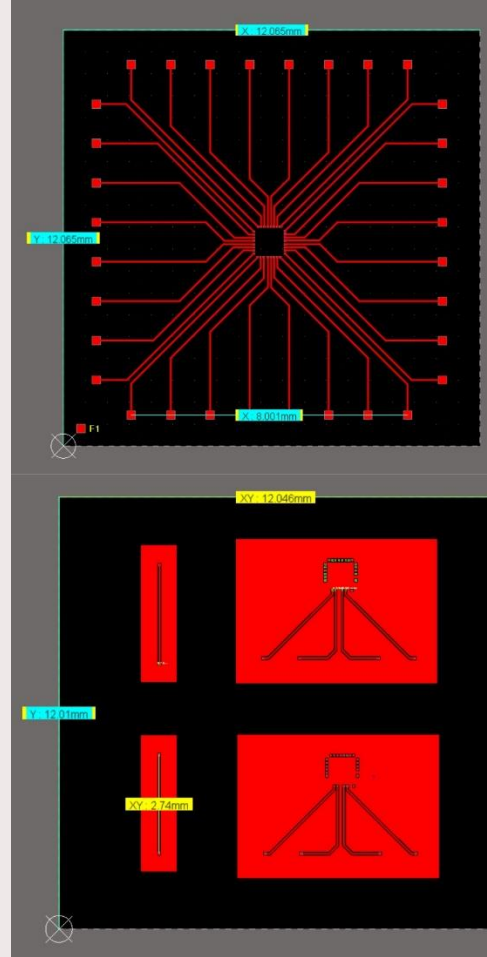 X : 12.065mm
Y : 12.065mm
X : 8.001mm
F1
XY : 12.046mm
Y : 12.01mm
XY : 2.74mm